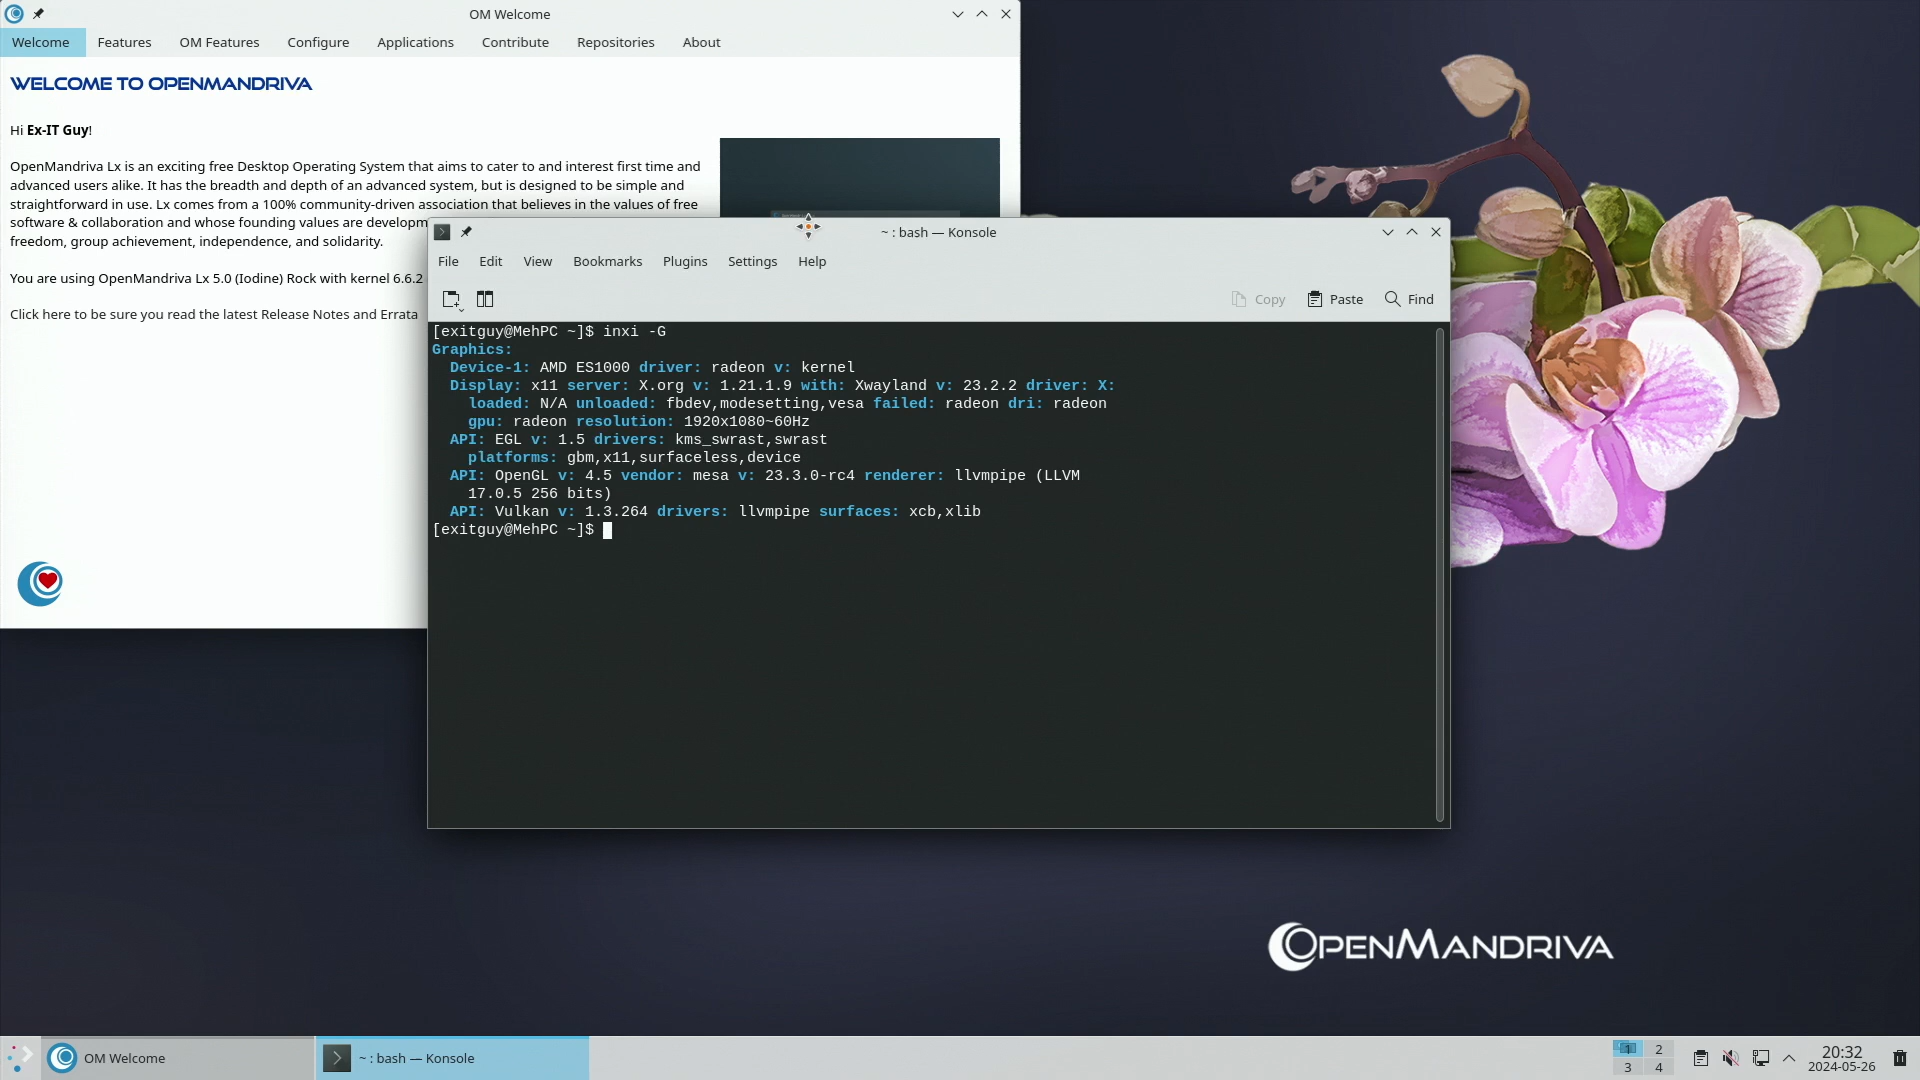 OM Welcome
Welcome Features OM Features Configure Applications Contribute Repositories About
WELCOME TO OPENMANDRIVA
Hi Ex-IT Guy!
OpenMandriva Lx is an exciting free Desktop Operating System that aims to cater to and interest first time and
advanced users alike. It has the breadth and depth of an advanced system, but is designed to be simple and
straightforward in use. Lx comes from a 100% community-driven association that believes in the values of free
software & collaboration and whose founding values are developm
freedom, group achievement, independence, and solidarity.
You are using OpenMandriva Lx 5.0 (Iodine) Rock with kernel 6.6.2
Click here to be sure you read the latest Release Notes and Errata
~ : bash — Konsole
File Edit View Bookmarks Plugins Settings Help
Copy Paste Find
[exitguy@MehPC ~]$ inxi -G
Graphics:
Device-1: AMD ES1000 driver: radeon v: kernel
Display: x11 server: X.org v: 1.21.1.9 with: Xwayland v: 23.2.2 driver: X:
loaded: N/A unloaded: fbdev,modesetting,vesa failed: radeon dri: radeon
gpu: radeon resolution: 1920x1080~60Hz
API: EGL v: 1.5 drivers: kms_swrast,swrast
platforms: gbm,x11,surfaceless,device
API: OpenGL v: 4.5 vendor: mesa v: 23.3.0-rc4 renderer: llvmpipe (LLVM
17.0.5 256 bits)
API: Vulkan v: 1.3.264 drivers: llvmpipe surfaces: xcb,xlib
[exitguy@MehPC ~]$
OPENMANDRIVA
OM Welcome
~ : bash — Konsole
1 2
3 4
20:32
2024-05-26